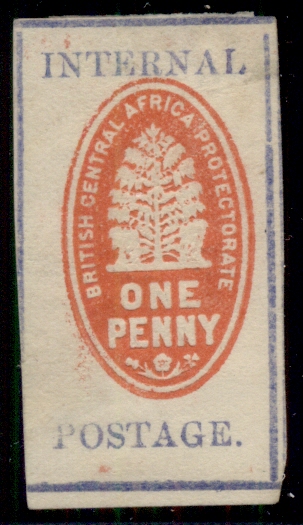 INTERNAL
BRITISH CENTRAL AFRICA PROTECTORATE
ONE
PENNY
POSTAGE.